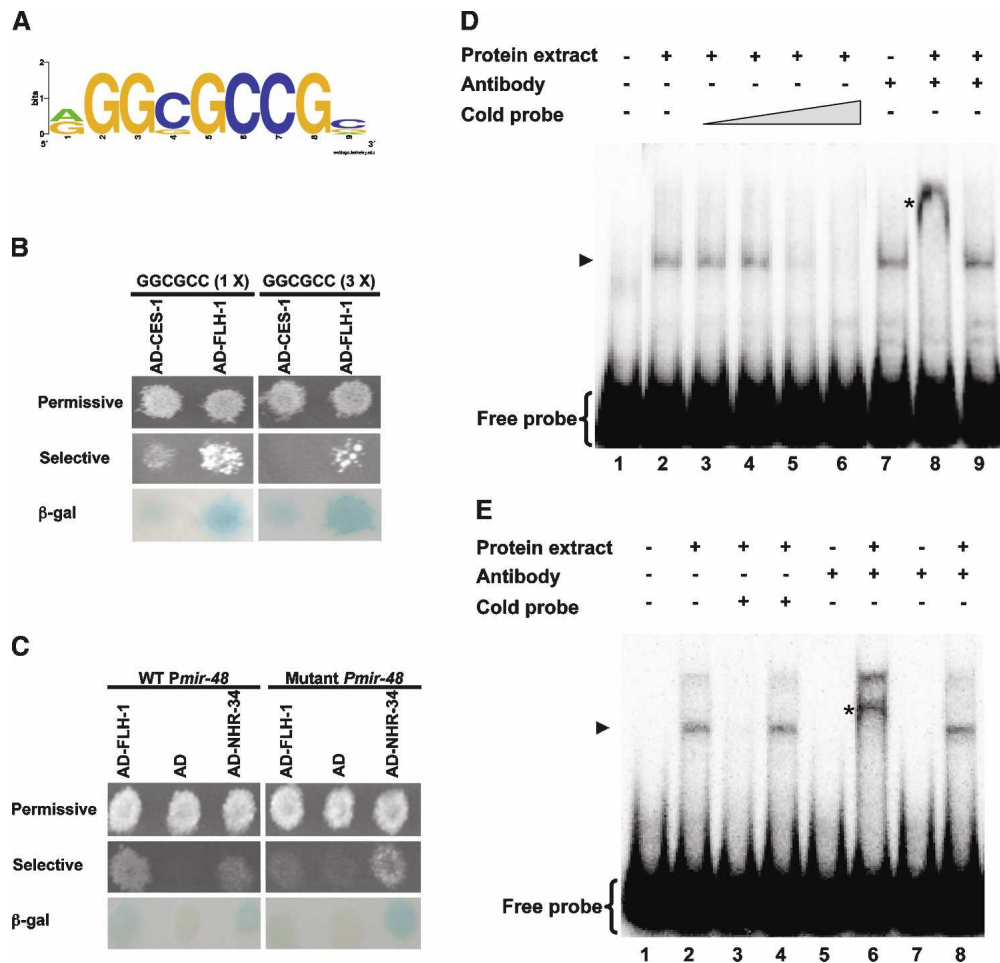 A
2
bits
1
0
A
G G G C G C C G C
G
1 2 3 4 5 6 7 8 9
5′ 3′
weblogo.berkeley.edu
B
GGCGCC (1 X) GGCGCC (3 X)
AD-CES-1 AD-FLH-1 AD-CES-1 AD-FLH-1
Permissive
Selective
β-gal
C
WT Pmir-48 Mutant Pmir-48
AD-FLH-1 AD AD-NHR-34 AD-FLH-1 AD AD-NHR-34
Permissive
Selective
β-gal
D
Protein extract - + + + + + - + +
Antibody - - - - - - + + +
Cold probe - - - - -
*
Free probe
1 2 3 4 5 6 7 8 9
E
Protein extract - + + + - + - +
Antibody - - - - + + + +
Cold probe - - + + - - - -
*
Free probe
1 2 3 4 5 6 7 8